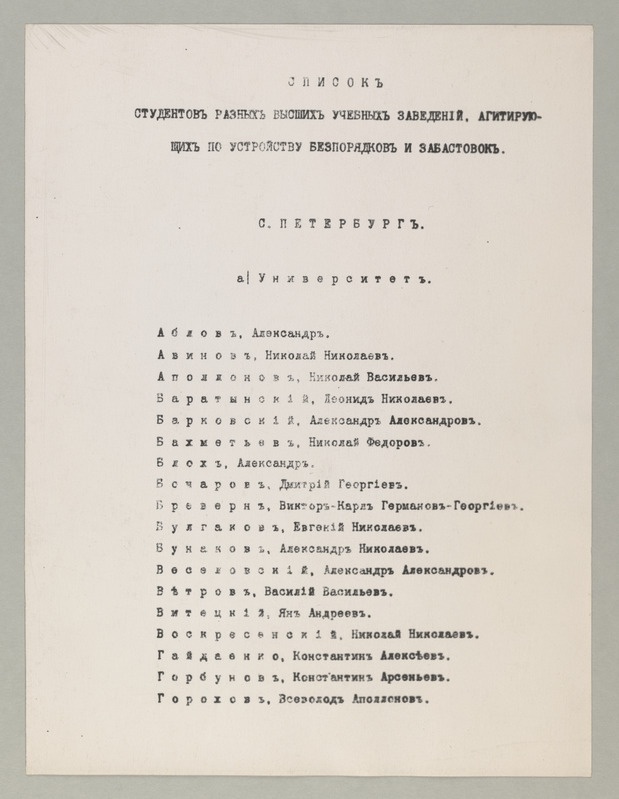 СПИСОКЪ
СТУДЕНТОВЪ РАЗНЫХЪ ВЫСШИХЪ УЧЕБНЫХЪ ЗАВЕДЕНІЙ, АГИТИРУЮ-
ЩИХЪ ПО УСТРОЙСТВУ БЕЗПОРЯДКОВЪ И ЗАБАСТОВОКЪ.
С. ПЕТЕРБУРГЪ.
а| Университетъ.
Абловъ, Александръ.
Авиновъ, Николай Николаевъ.
Аполлоновъ, Николай Васильевъ.
Баратынскій, Леонидъ Николаевъ.
Барковскій, Александръ Александровъ.
Бахметьевъ, Николай Федоровъ.
Блохъ, Александръ.
Бочаровъ, Дмитрій Георгіевъ.
Бревернъ, Викторъ-Карлъ Германовъ-Георгіевъ.
Булгаковъ, Евгеній Николаевъ.
Бунаковъ, Александръ Николаевъ.
Веселовскій, Александръ Александровъ.
Вѣтровъ, Василій Васильевъ.
Витецкій, Янъ Андреевъ.
Воскресенскій, Николай Николаевъ.
Гайдаенко, Константинъ Алексѣевъ.
Горбуновъ, Константинъ Арсеньевъ.
Гороховъ, Всеволодъ Аполлоновъ.